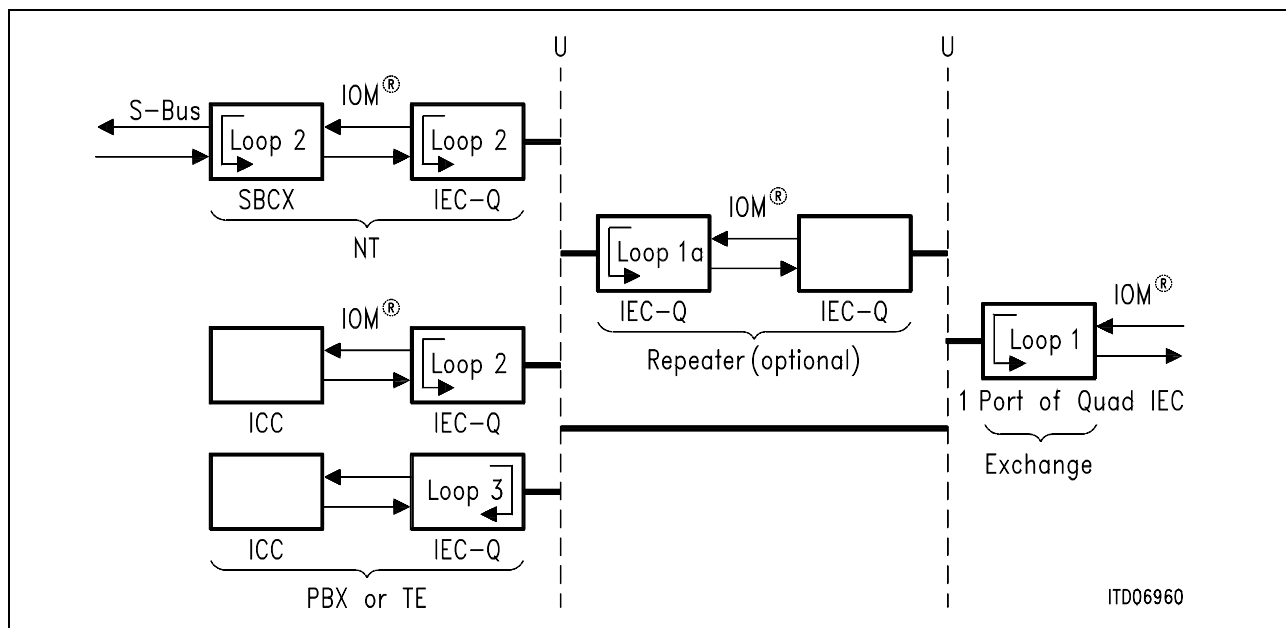 U
U
S-Bus
IOM®
Loop 2
Loop 2
SBCX
IEC-Q
NT
IOM®
Loop 1a
IEC-Q
IEC-Q
Repeater (optional)
IOM®
Loop 1
1 Port of Quad IEC
Exchange
IOM®
Loop 2
ICC
IEC-Q
Loop 3
ICC
IEC-Q
PBX or TE
ITD06960